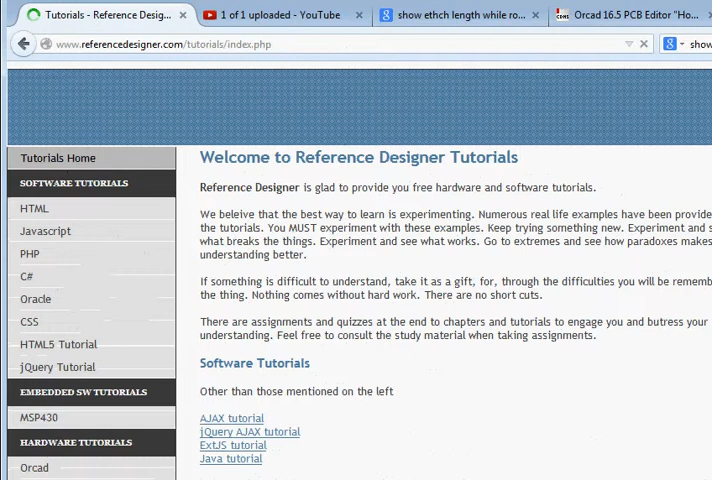 Tutorials - Reference Desig...
1 of 1 uploaded - YouTube
show ethch length while ro...
Orcad 16.5 PCB Editor "Ho...
www.referencedesigner.com/tutorials/index.php
show
Tutorials Home
SOFTWARE TUTORIALS
HTML
Javascript
PHP
C#
Oracle
CSS
HTML5 Tutorial
jQuery Tutorial
EMBEDDED SW TUTORIALS
MSP430
HARDWARE TUTORIALS
Orcad
Welcome to Reference Designer Tutorials
Reference Designer is glad to provide you free hardware and software tutorials.
We beleive that the best way to learn is experimenting. Numerous real life examples have been provide
the tutorials. You MUST experiment with these examples. Keep trying something new. Experiment and s
what breaks the things. Experiment and see what works. Go to extremes and see how paradoxes makes
understanding better.
If something is difficult to understand, take it as a gift, for, through the difficulties you will be rememb
the thing. Nothing comes without hard work. There are no short cuts.
There are assignments and quizzes at the end to chapters and tutorials to engage you and butress your
understanding. Feel free to consult the study material when taking assignments.
Software Tutorials
Other than those mentioned on the left
AJAX tutorial
jQuery AJAX tutorial
ExtJS tutorial
Java tutorial